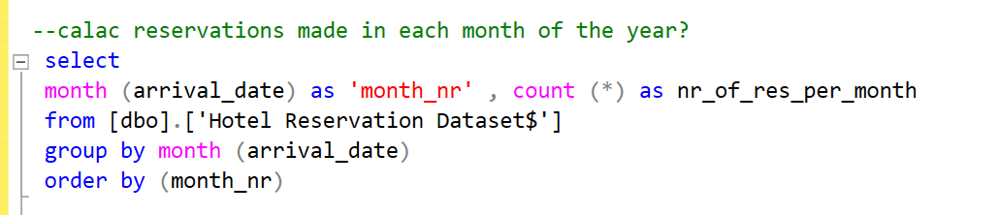 --calac reservations made in each month of the year?
select
month (arrival_date) as 'month_nr' , count (*) as nr_of_res_per_month
from [dbo].['Hotel Reservation Dataset$']
group by month (arrival_date)
order by (month_nr)